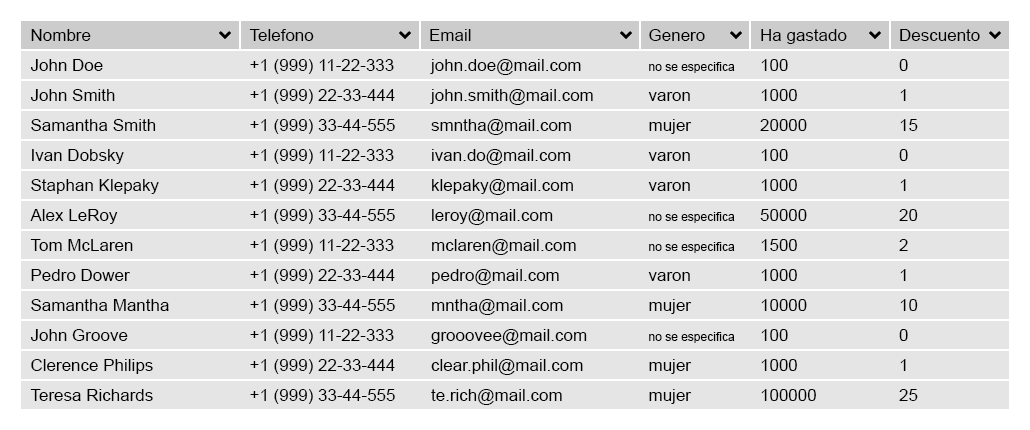 Nombre Telefono Email Genero Ha gastado Descuento
John Doe +1 (999) 11-22-333 john.doe@mail.com no se especifica 100 0
John Smith +1 (999) 22-33-444 john.smith@mail.com varon 1000 1
Samantha Smith +1 (999) 33-44-555 smntha@mail.com mujer 20000 15
Ivan Dobsky +1 (999) 11-22-333 ivan.do@mail.com varon 100 0
Staphan Klepaky +1 (999) 22-33-444 klepaky@mail.com varon 1000 1
Alex LeRoy +1 (999) 33-44-555 leroy@mail.com no se especifica 50000 20
Tom McLaren +1 (999) 11-22-333 mclaren@mail.com no se especifica 1500 2
Pedro Dower +1 (999) 22-33-444 pedro@mail.com varon 1000 1
Samantha Mantha +1 (999) 33-44-555 mntha@mail.com mujer 10000 10
John Groove +1 (999) 11-22-333 grooovee@mail.com no se especifica 100 0
Clerence Philips +1 (999) 22-33-444 clear.phil@mail.com mujer 1000 1
Teresa Richards +1 (999) 33-44-555 te.rich@mail.com mujer 100000 25